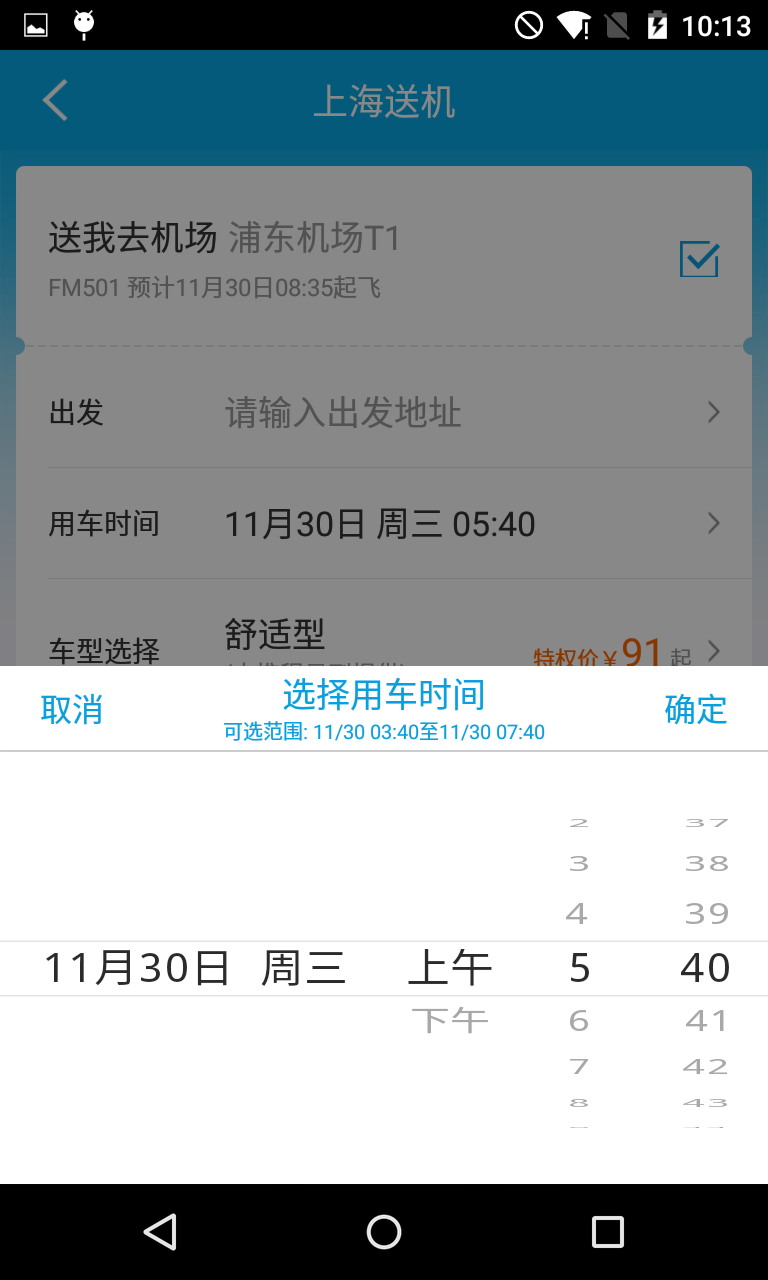 10:13
上海送机
送我去机场 浦东机场T1
FM501 预计11月30日08:35起飞
出发 请输入出发地址
用车时间 11月30日 周三 05:40
车型选择 舒适型 特权价￥91起
取消 选择用车时间 确定
可选范围: 11/30 03:40至11/30 07:40
2 37
3 38
4 39
11月30日 周三 上午 5 40
下午 6 41
7 42
8 43